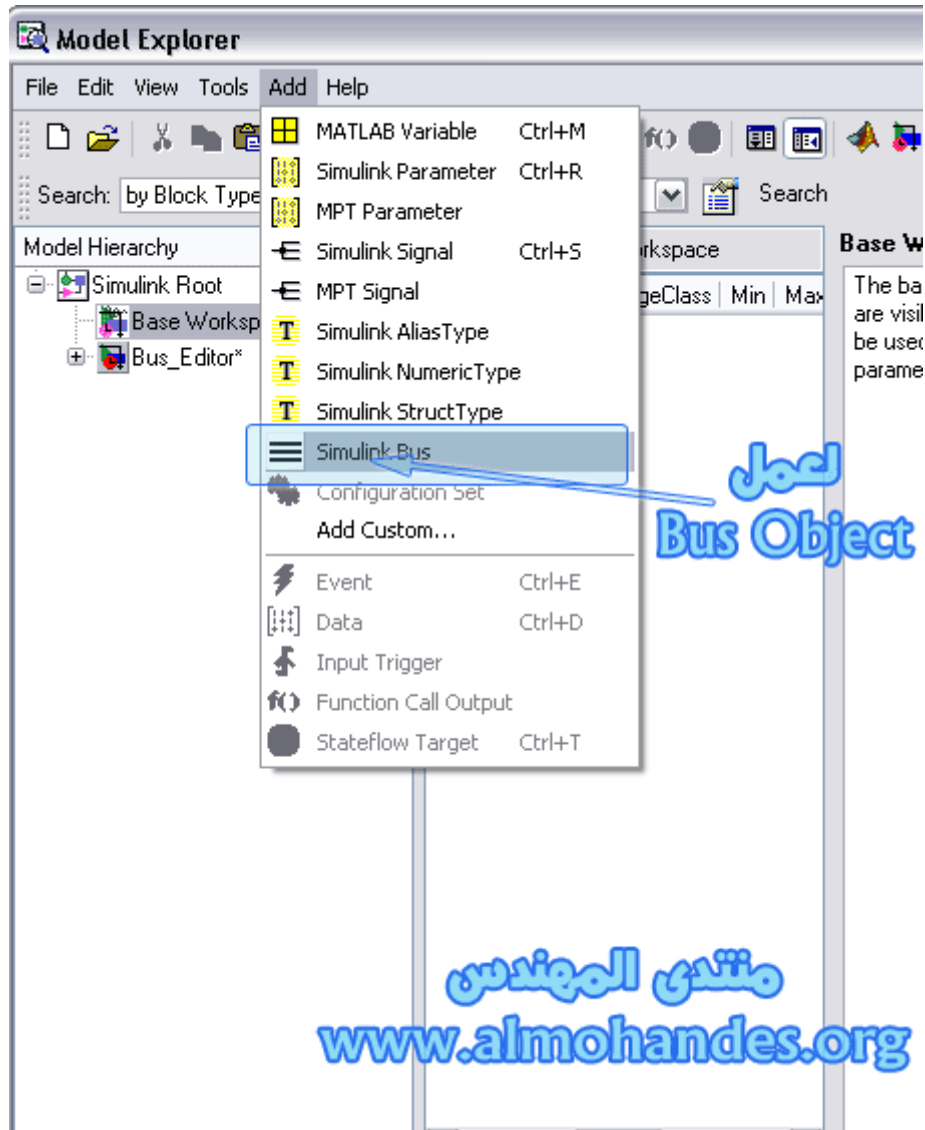 Model Explorer
File Edit View Tools Add Help
Search: by Block Type Search
Model Hierarchy
Simulink Root
Base Worksp
Bus_Editor*
MATLAB Variable Ctrl+M
Simulink Parameter Ctrl+R
MPT Parameter
Simulink Signal Ctrl+S
MPT Signal
Simulink AliasType
Simulink NumericType
Simulink StructType
Simulink Bus
Configuration Set
Add Custom...
Event Ctrl+E
Data Ctrl+D
Input Trigger
Function Call Output
Stateflow Target Ctrl+T
rkspace
geClass Min Max
Base W
The ba
are visil
be used
parame
لعمل
Bus Object
منتدى المهندس
www.almohandes.org